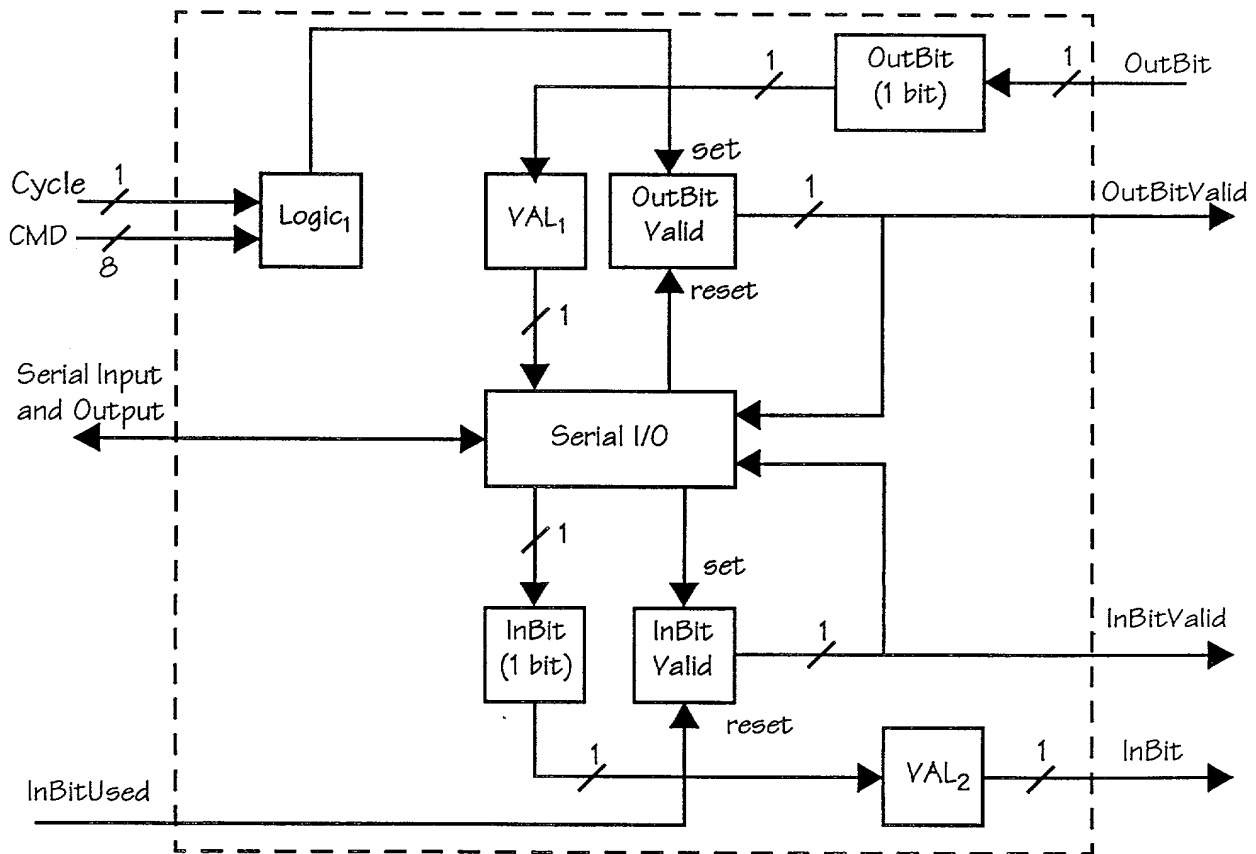 1
OutBit
(1 bit)
1
OutBit
Cycle
1
CMD
8
Logic₁
VAL₁
set
OutBit
Valid
reset
1
OutBitValid
1
Serial Input
and Output
Serial I/O
1
set
InBit
(1 bit)
InBit
Valid
reset
1
InBitValid
1
VAL₂
1
InBit
InBitUsed